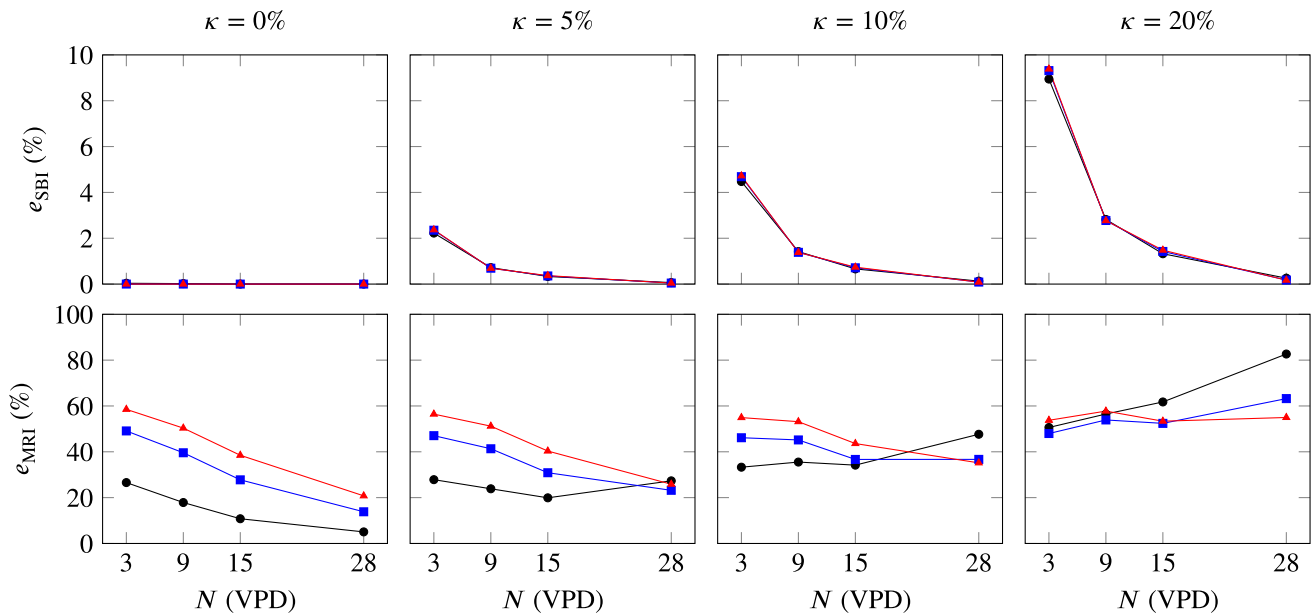 κ = 0%
κ = 5%
κ = 10%
κ = 20%
e_SBI (%)
10
8
6
4
2
0
e_MRI (%)
100
80
60
40
20
0
3 9 15 28
3 9 15 28
3 9 15 28
3 9 15 28
N (VPD)
N (VPD)
N (VPD)
N (VPD)